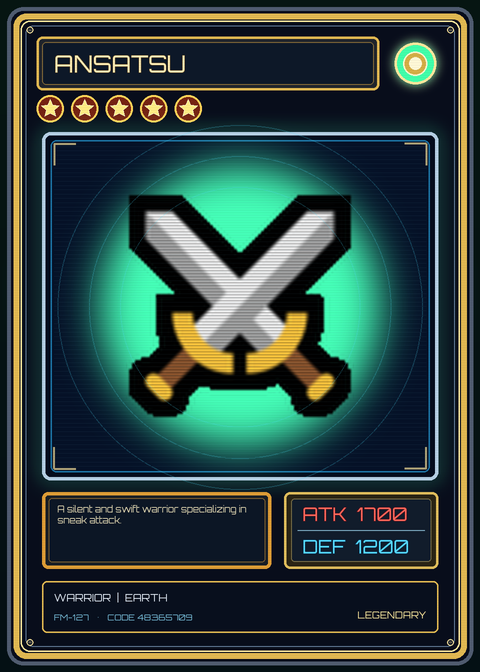 ANSATSU
A silent and swift warrior specializing in
sneak attack.
ATK 1700
DEF 1200
WARRIOR | EARTH
FM-127 · CODE 48365709
LEGENDARY